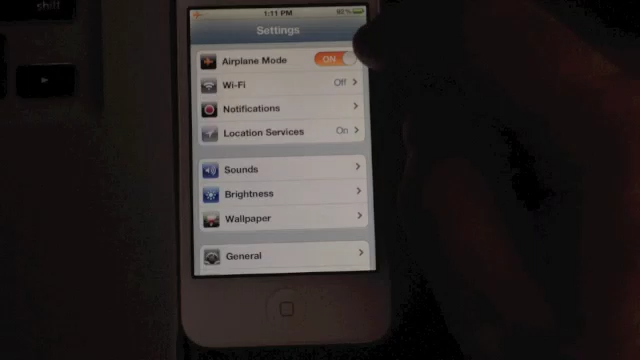 shift
1:11 PM 92%
Settings
Airplane Mode ON
Wi-Fi Off
Notifications
Location Services On
Sounds
Brightness
Wallpaper
General